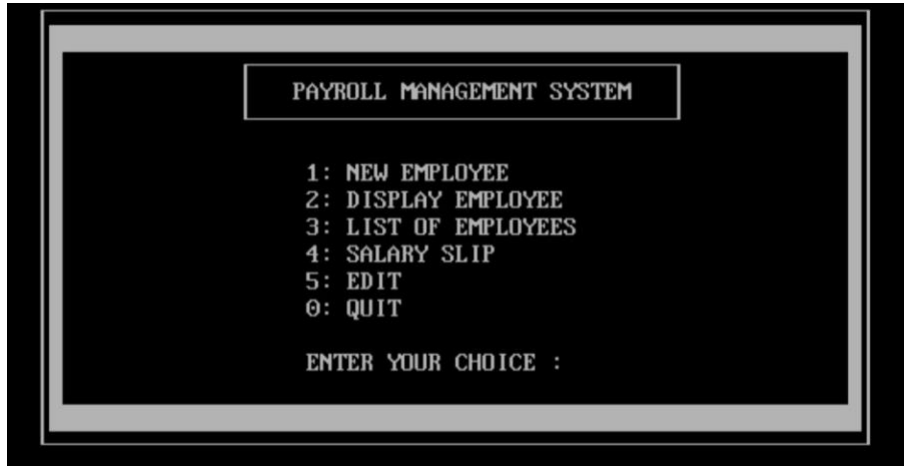 PAYROLL MANAGEMENT SYSTEM
1: NEW EMPLOYEE
2: DISPLAY EMPLOYEE
3: LIST OF EMPLOYEES
4: SALARY SLIP
5: EDIT
0: QUIT
ENTER YOUR CHOICE :